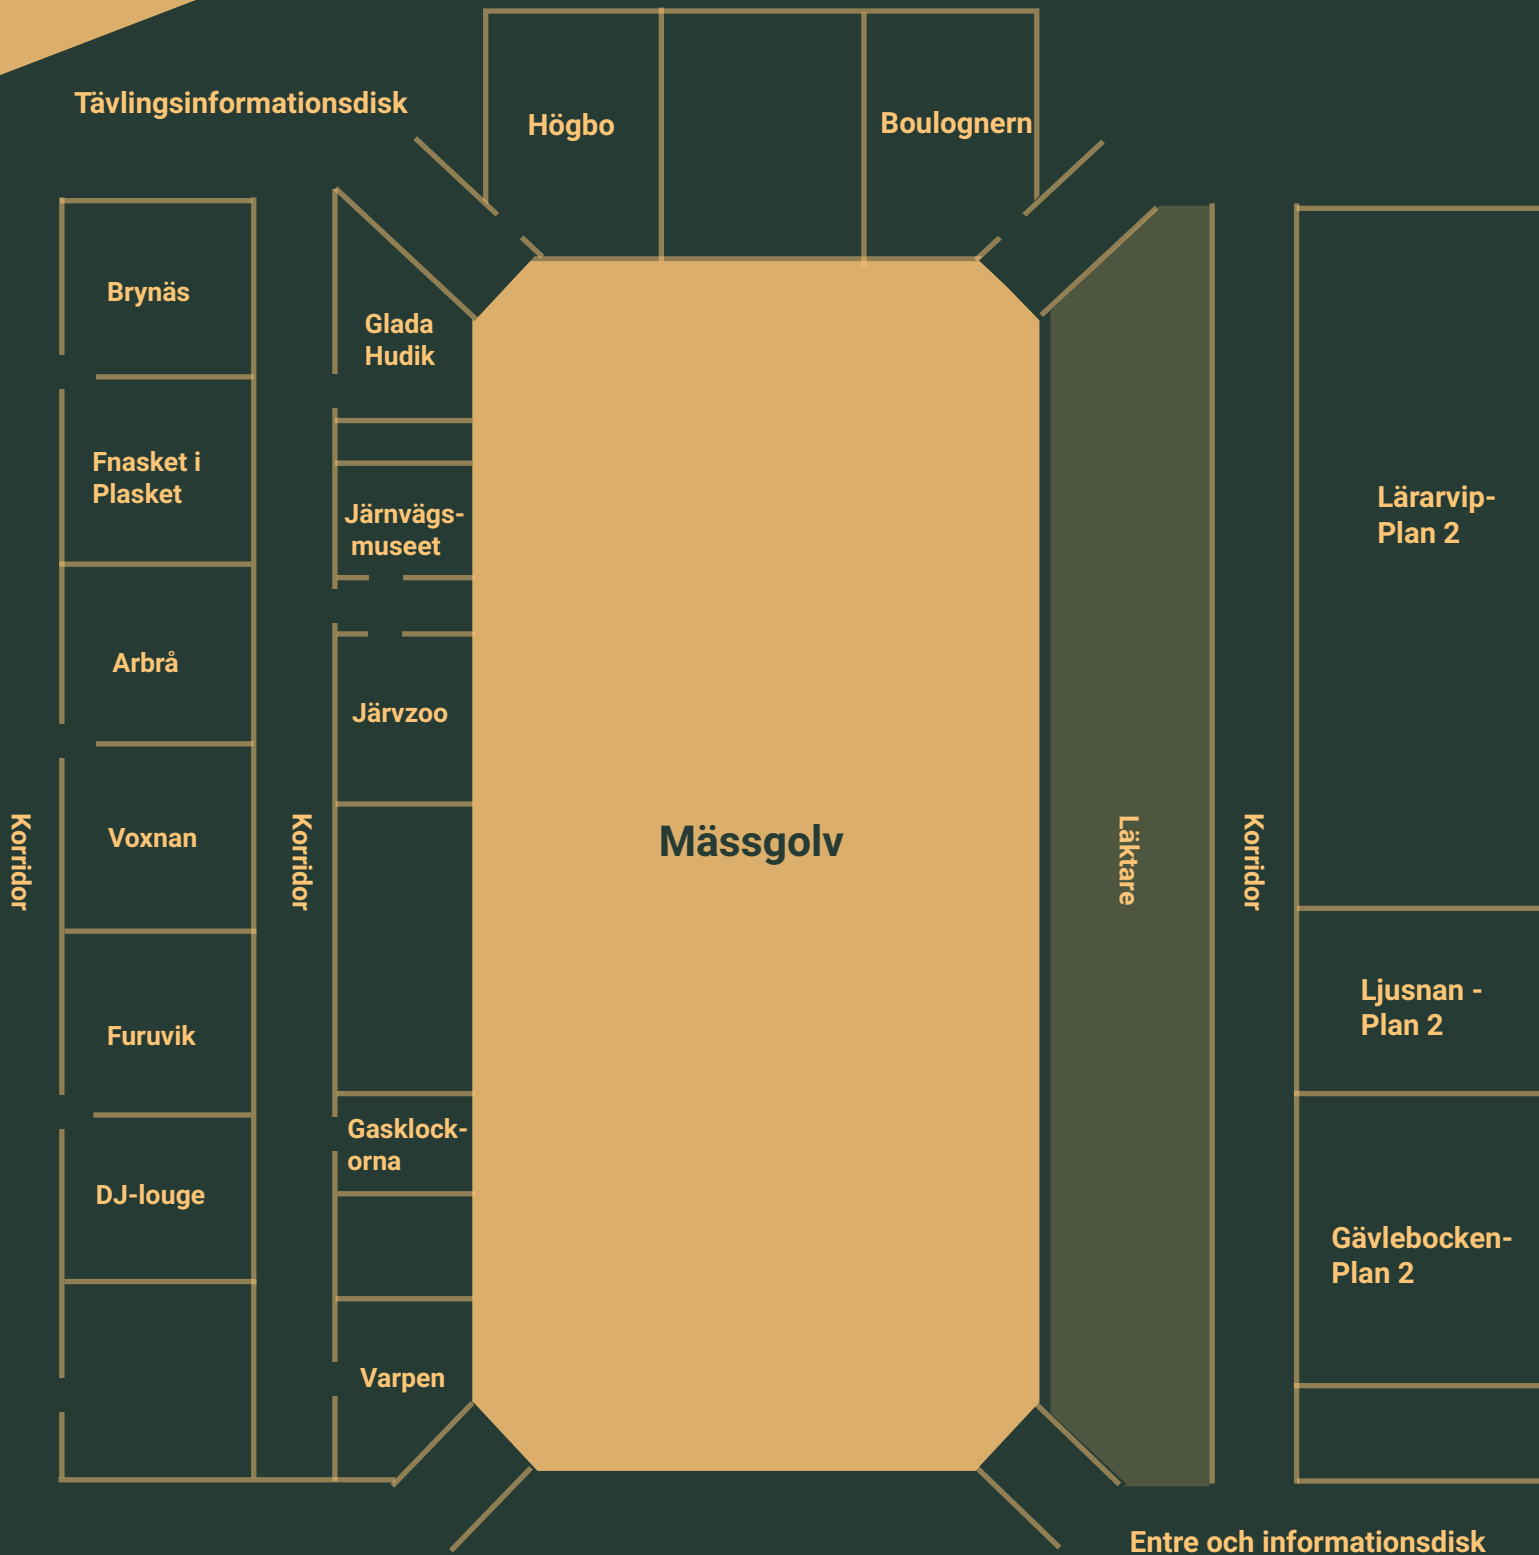 Tävlingsinformationsdisk
Högbo
Boulognern
Brynäs
Glada
Hudik
Fnasket i
Plasket
Järnvägs-
museet
Lärarvip-
Plan 2
Arbrå
Järvzoo
Korridor
Voxnan
Korridor
Mässgolv
Läktare
Korridor
Ljusnan -
Plan 2
Furuvik
Gasklock-
orna
DJ-louge
Gävlebocken-
Plan 2
Varpen
Entre och informationsdisk